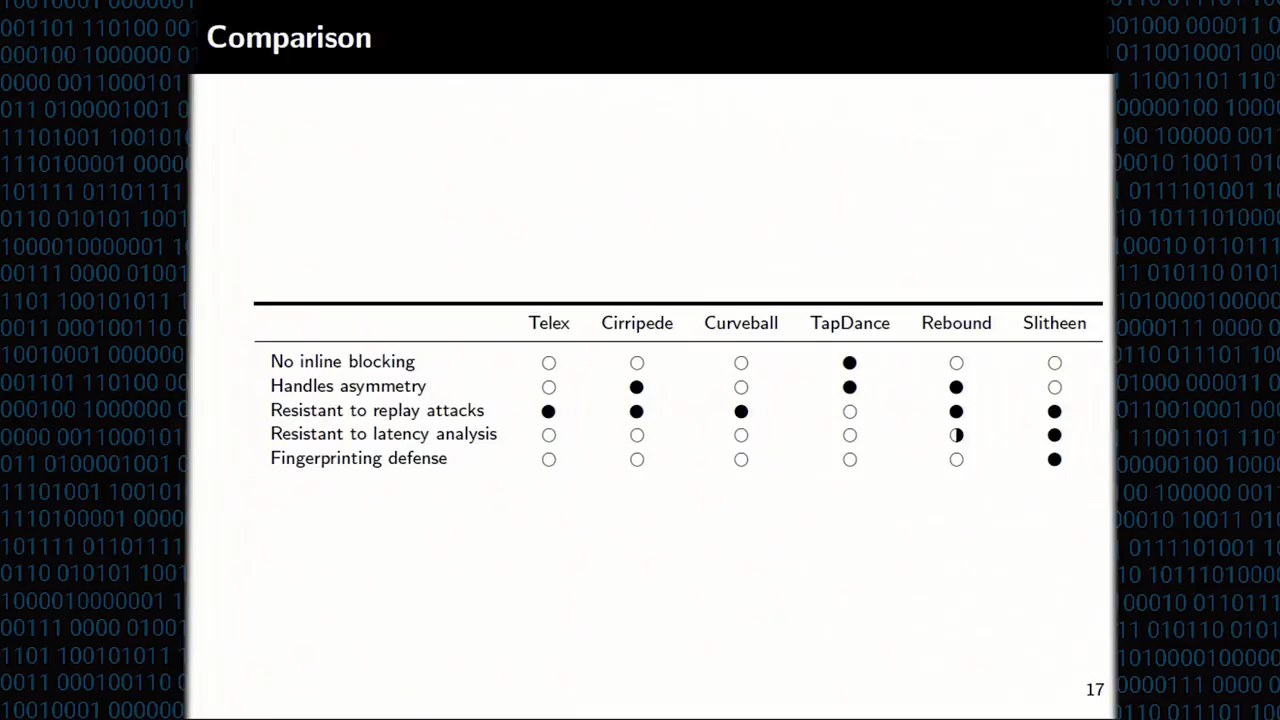 Comparison
Telex Cirripede Curveball TapDance Rebound Slitheen
No inline blocking ○ ○ ○ ● ○ ○
Handles asymmetry ○ ● ○ ● ● ○
Resistant to replay attacks ● ● ● ○ ● ●
Resistant to latency analysis ○ ○ ○ ○ ◑ ●
Fingerprinting defense ○ ○ ○ ○ ○ ●
17